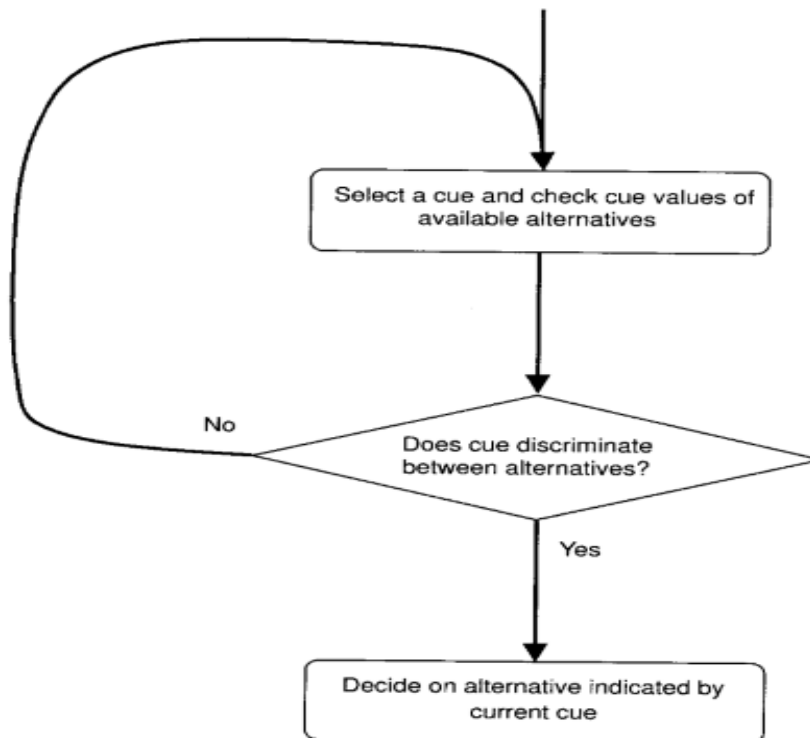 Select a cue and check cue values of
available alternatives
No
Does cue discriminate
between alternatives?
Yes
Decide on alternative indicated by
current cue